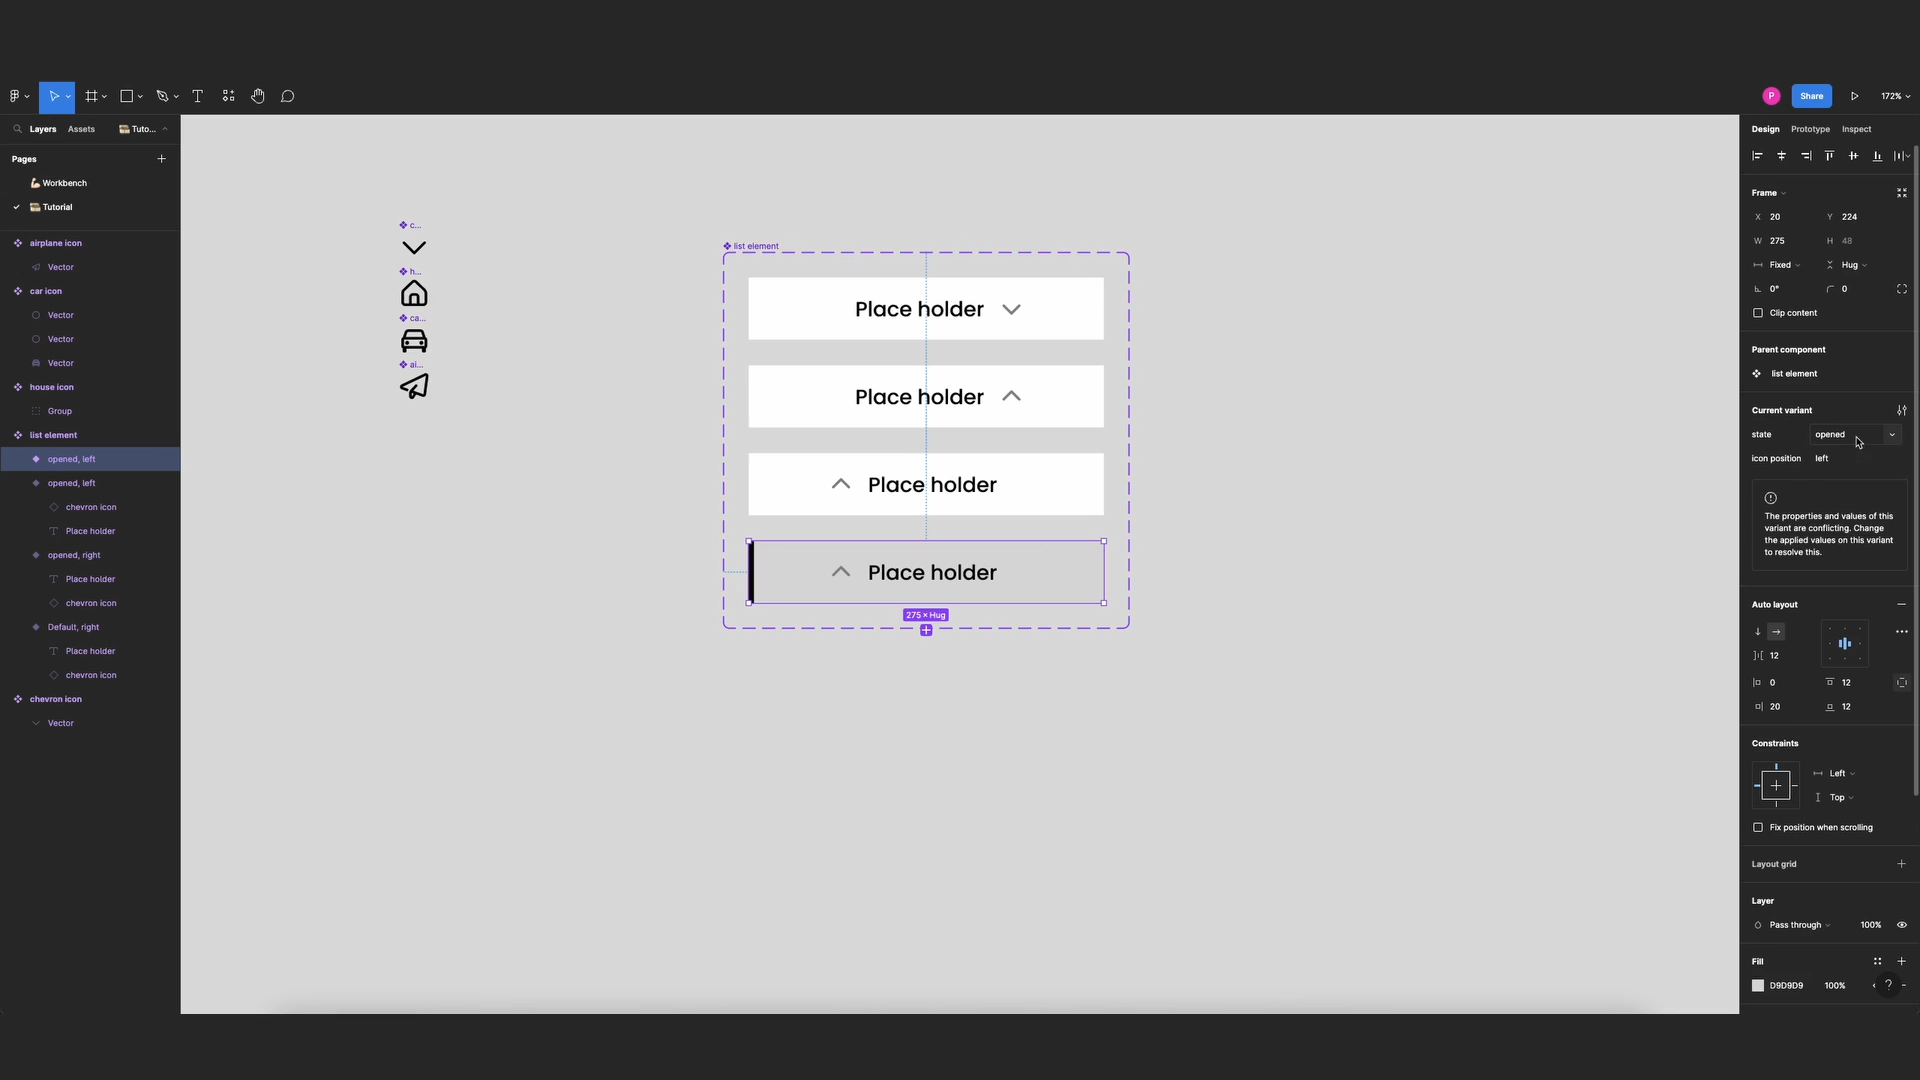 Share
172%
Layers
Assets
Tuto...
Pages
Workbench
Tutorial
airplane icon
Vector
car icon
Vector
Vector
Vector
house icon
Group
list element
opened, left
opened, left
chevron icon
Place holder
opened, right
Place holder
chevron icon
Default, right
Place holder
chevron icon
chevron icon
Vector
c...
h...
ca...
ai...
list element
Place holder
Place holder
Place holder
Place holder
275 × Hug
P
Design
Prototype
Inspect
Frame
X 20
Y 224
W 275
H 48
Fixed
Hug
0°
0
Clip content
Parent component
list element
Current variant
state
opened
icon position
left
The properties and values of this
variant are conflicting. Change
the applied values on this variant
to resolve this.
Auto layout
12
0
12
20
12
Constraints
Left
Top
Fix position when scrolling
Layout grid
Layer
Pass through
100%
Fill
D9D9D9
100%
?